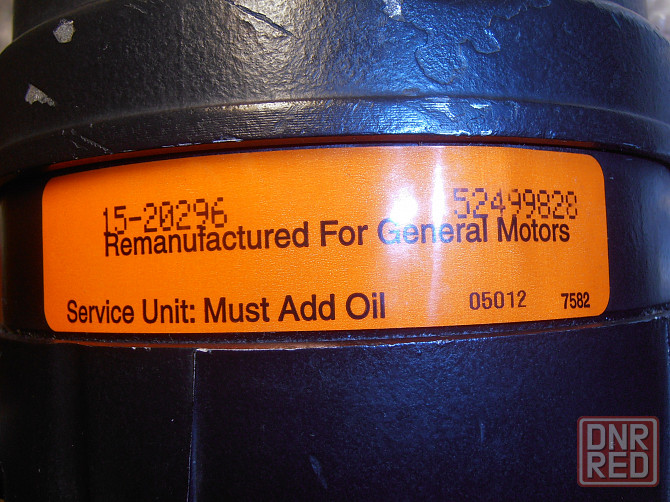 15-20296 52499828
Remanufactured For General Motors
Service Unit: Must Add Oil 05012 7582
DNR
RED